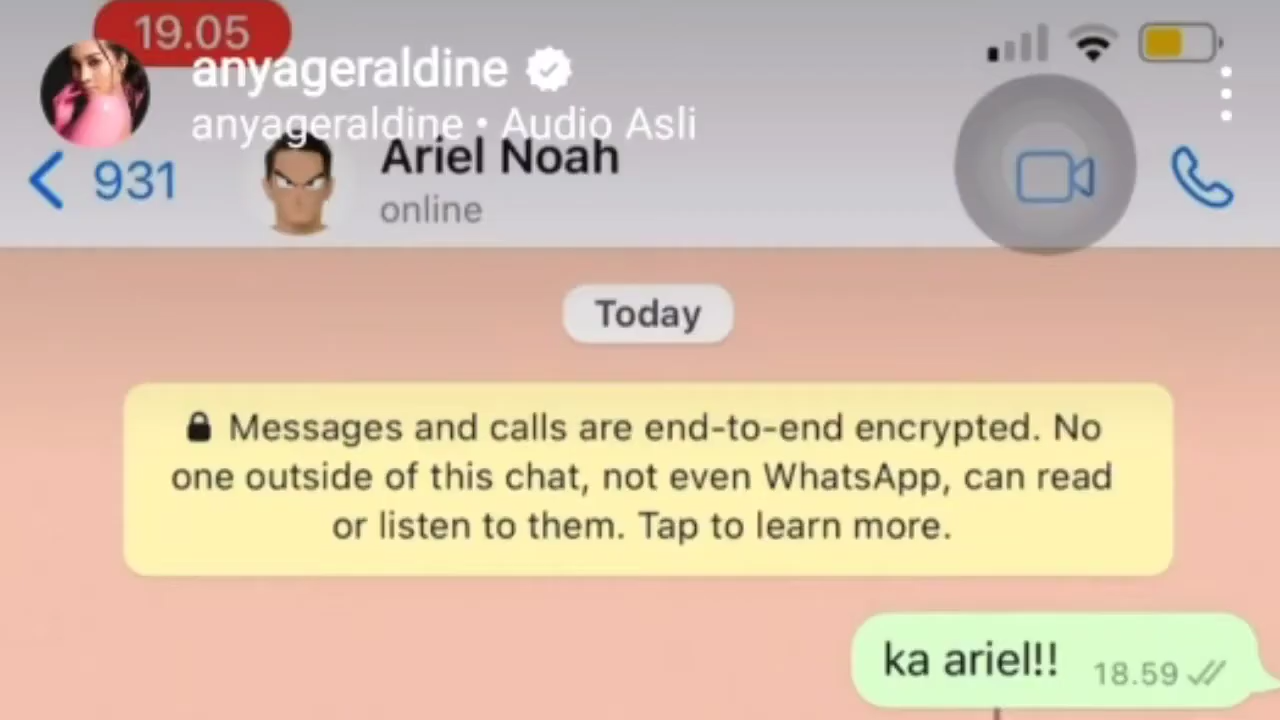 19.05
anyageraldine
anyageraldine • Audio Asli
931
Ariel Noah
online
Today
Messages and calls are end-to-end encrypted. No
one outside of this chat, not even WhatsApp, can read
or listen to them. Tap to learn more.
ka ariel!!
18.59